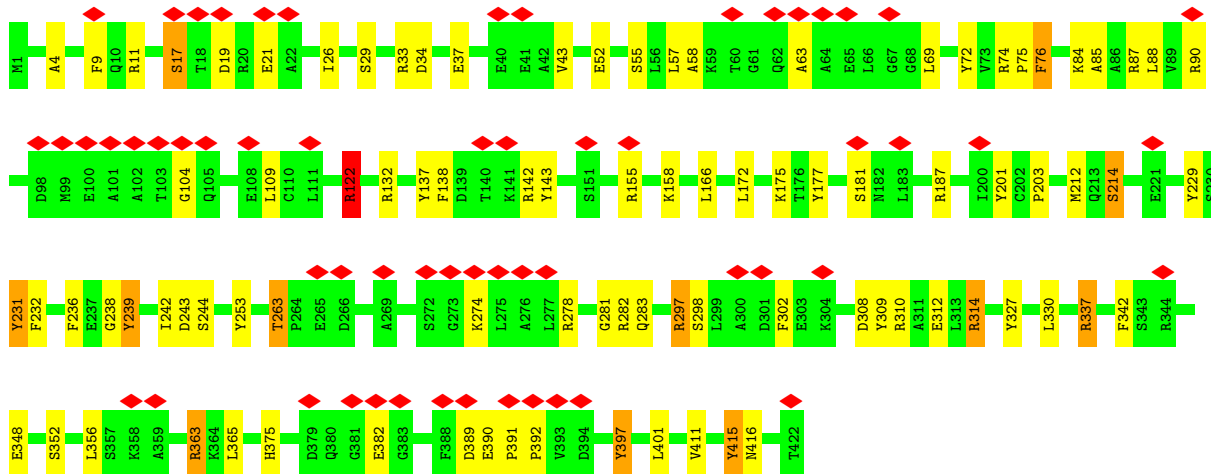 M1 A4 F9 Q10 R11 S17 T18 D19 R20 E21 A22 I26 S29 R33 D34 E37 E40 E41 A42 V43 E52 S55 L56 L57 A58 K59 T60 G61 Q62 A63 A64 E65 L66 G67 G68 L69 Y72 V73 R74 P75 F76 K84 A85 A86 R87 L88 V89 R90
D98 M99 E100 A101 A102 T103 G104 Q105 E108 L109 C110 L111 R122 R132 Y137 F138 D139 T140 K141 R142 Y143 S151 R155 K158 L166 L172 K175 T176 Y177 S181 N182 L183 R187 I200 Y201 C202 P203 M212 Q213 S214 E221 Y229 S230
Y231 F232 F236 E237 G238 Y239 I242 D243 S244 Y253 T263 P264 E265 D266 A269 S272 G273 K274 L275 A276 L277 R278 G281 R282 Q283 R297 S298 L299 A300 D301 F302 E303 K304 D308 Y309 R310 A311 E312 L313 R314 Y327 L330 R337 F342 S343 R344
E348 S352 L356 S357 K358 A359 R363 K364 L365 H375 D379 Q380 G381 E382 G383 F388 D389 E390 P391 P392 V393 D394 Y397 L401 V411 Y415 N416 T422